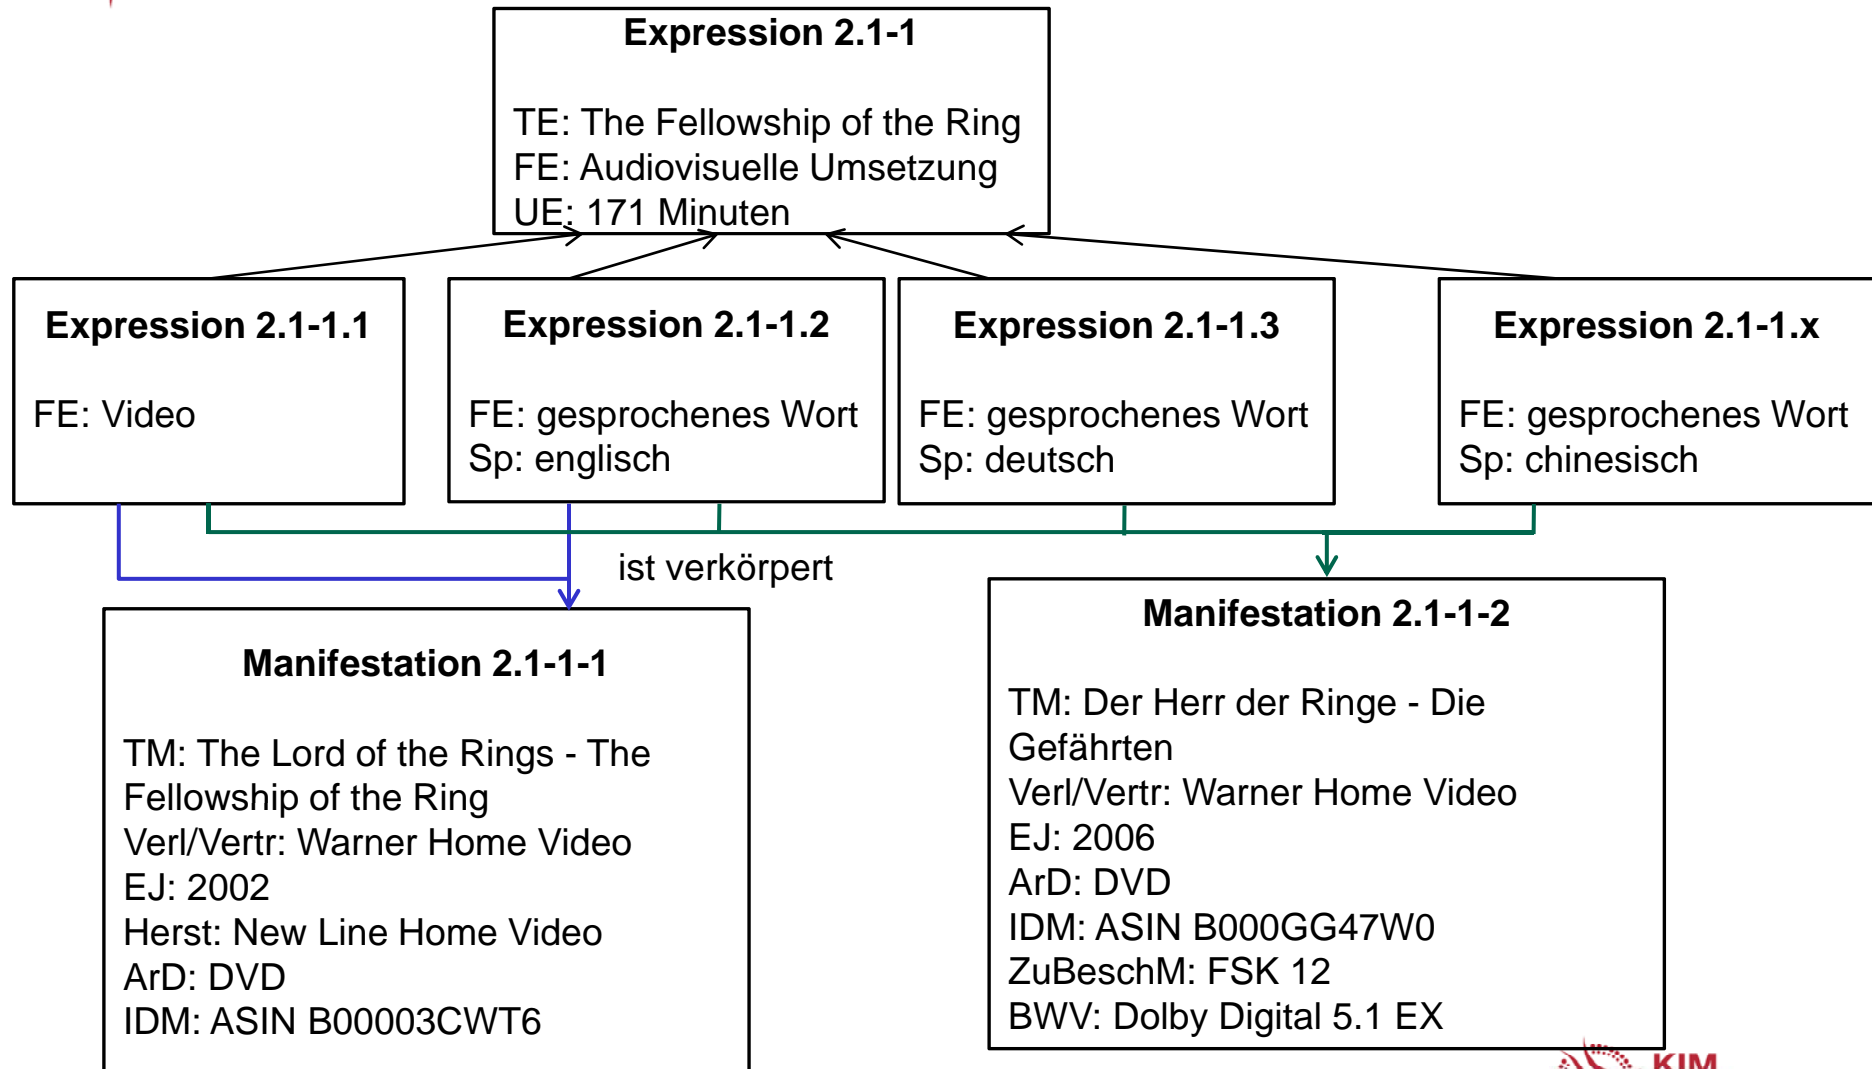 Expression 2.1-1
TE: The Fellowship of the Ring
FE: Audiovisuelle Umsetzung
UE: 171 Minuten
Expression 2.1-1.1
FE: Video
Expression 2.1-1.2
FE: gesprochenes Wort
Sp: englisch
Expression 2.1-1.3
FE: gesprochenes Wort
Sp: deutsch
Expression 2.1-1.x
FE: gesprochenes Wort
Sp: chinesisch
ist verkörpert
Manifestation 2.1-1-1
TM: The Lord of the Rings - The
Fellowship of the Ring
Verl/Vertr: Warner Home Video
EJ: 2002
Herst: New Line Home Video
ArD: DVD
IDM: ASIN B00003CWT6
Manifestation 2.1-1-2
TM: Der Herr der Ringe - Die
Gefährten
Verl/Vertr: Warner Home Video
EJ: 2006
ArD: DVD
IDM: ASIN B000GG47W0
ZuBeschM: FSK 12
BWV: Dolby Digital 5.1 EX
KIM